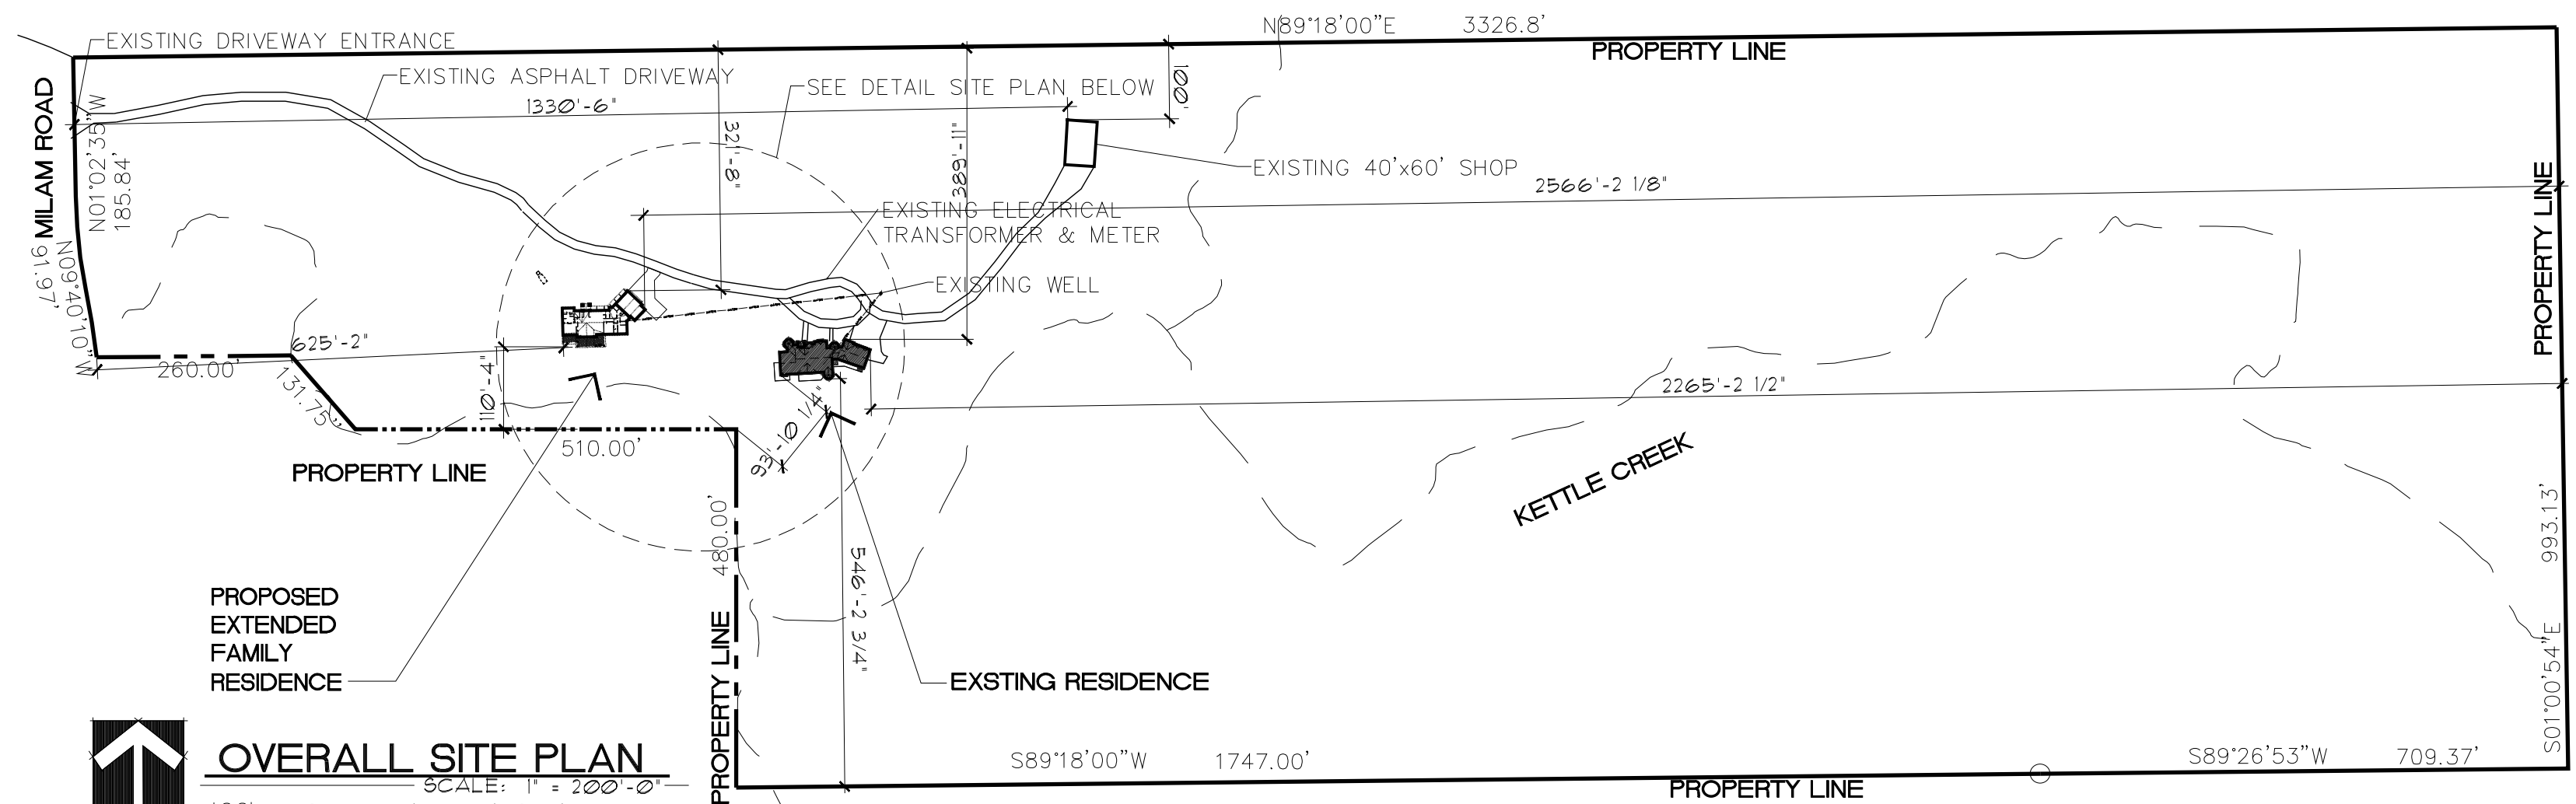 N89°18'00"E 3326.8'
PROPERTY LINE
EXISTING DRIVEWAY ENTRANCE
EXISTING ASPHALT DRIVEWAY
SEE DETAIL SITE PLAN BELOW
1330'-6"
100'
MILAM ROAD
N01°02'35"W
185.84'
321'-8"
389'-11"
EXISTING 40'x60' SHOP
2566'-2 1/8"
PROPERTY LINE
EXISTING ELECTRICAL
TRANSFORMER & METER
N09°40'10"W
91.97'
EXISTING WELL
625'-2"
260.00'
131.75'
110'-4"
2265'-2 1/2"
93'-10 1/4"
510.00'
PROPERTY LINE
KETTLE CREEK
480.00'
993.13'
546'-2 3/4"
PROPOSED
EXTENDED
FAMILY
RESIDENCE
PROPERTY LINE
EXSTING RESIDENCE
S01°00'54"E
OVERALL SITE PLAN
SCALE: 1" = 200'-0"
S89°18'00"W 1747.00'
S89°26'53"W 709.37'
PROPERTY LINE